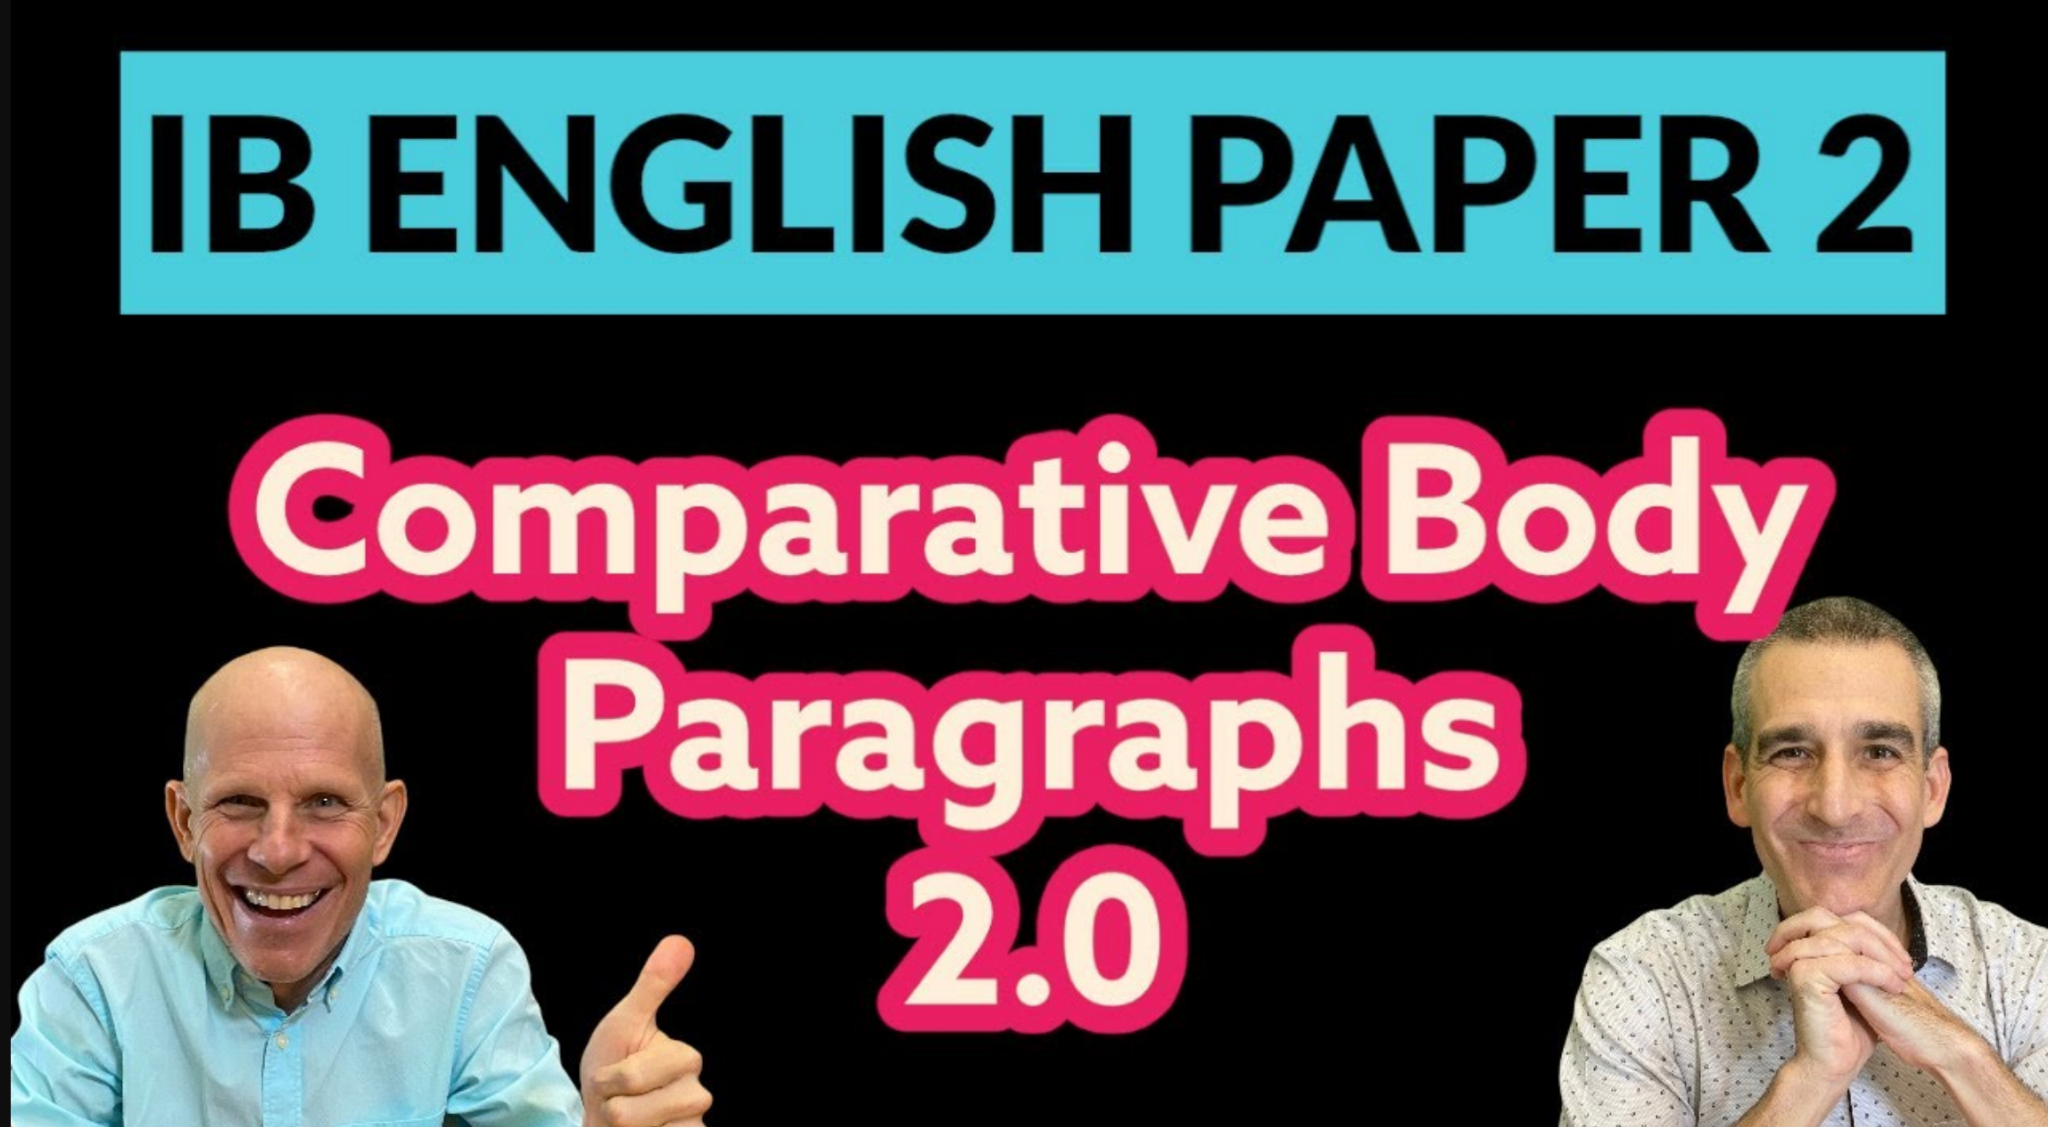 IB ENGLISH PAPER 2
Comparative Body
Paragraphs
2.0